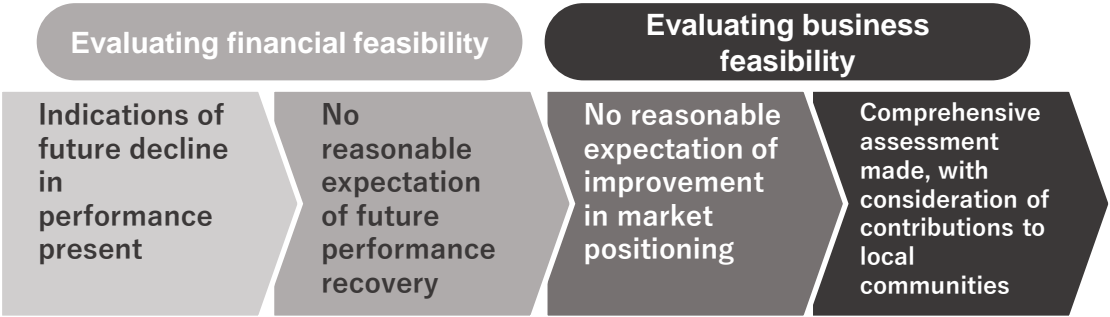 Evaluating financial feasibility
Evaluating business
feasibility
Indications of
future decline
in
performance
present
No
reasonable
expectation
of future
performance
recovery
No reasonable
expectation of
improvement
in market
positioning
Comprehensive
assessment
made, with
consideration of
contributions to
local
communities